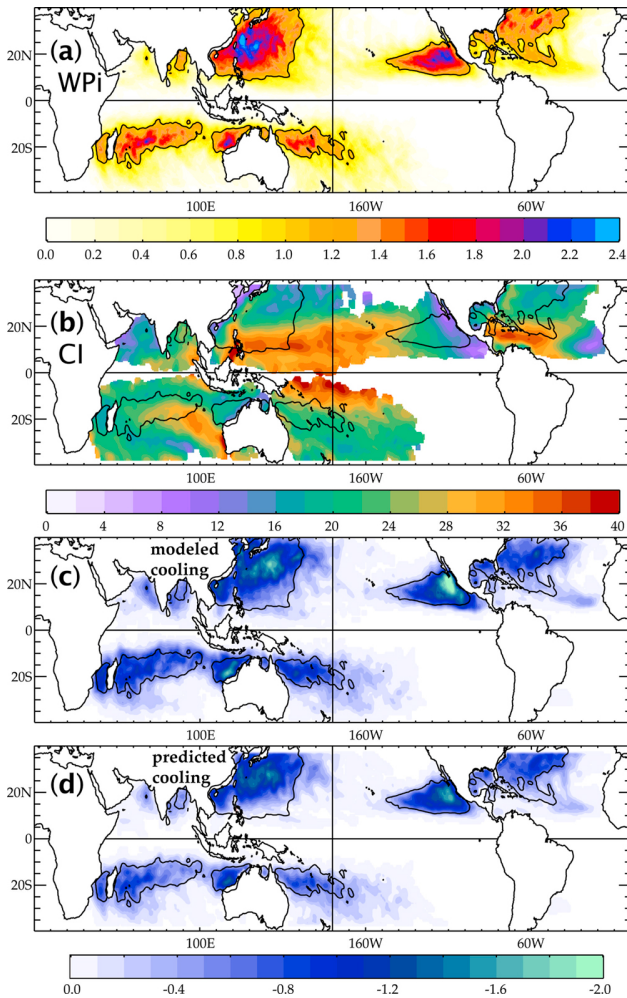 (a)
WPi
20N
0
20S
100E 160W 60W
0.0 0.2 0.4 0.6 0.8 1.0 1.2 1.4 1.6 1.8 2.0 2.2 2.4
(b)
CI
20N
0
20S
100E 160W 60W
0 4 8 12 16 20 24 28 32 36 40
(c)
modeled
cooling
20N
0
20S
100E 160W 60W
(d)
predicted
cooling
20N
0
20S
100E 160W 60W
0.0 -0.4 -0.8 -1.2 -1.6 -2.0